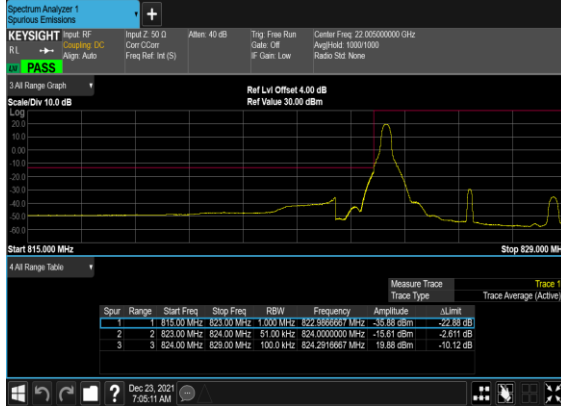 Spectrum Analyzer 1
Spurious Emissions
+
KEYSIGHT
RL
Input: RF
Coupling: DC
Align: Auto
Input Z: 50 Ω
Corr CCorr
Freq Ref: Int (S)
Atten: 40 dB
Trig: Free Run
Gate: Off
IF Gain: Low
Center Freq: 22.005000000 GHz
Avg|Hold: 1000/1000
Radio Std: None
PASS
3 All Range Graph
Ref Lvl Offset 4.00 dB
Scale/Div 10.0 dB
Ref Value 30.00 dBm
Log
20.0
10.0
0.00
-10.0
-20.0
-30.0
-40.0
-50.0
-60.0
Start 815.000 MHz
Stop 829.000 MH
4 All Range Table
Measure Trace Trace 1
Trace Type Trace Average (Active)
Spur Range Start Freq Stop Freq RBW Frequency Amplitude ΔLimit
1 1 815.00 MHz 823.00 MHz 1.000 MHz 822.9866667 MHz -35.88 dBm -22.88 dB
2 2 823.00 MHz 824.00 MHz 51.00 kHz 824.0000000 MHz -15.61 dBm -2.611 dB
3 3 824.00 MHz 829.00 MHz 100.0 kHz 824.2916667 MHz 19.88 dBm -10.12 dB
?
Dec 23, 2021
7:05:11 AM